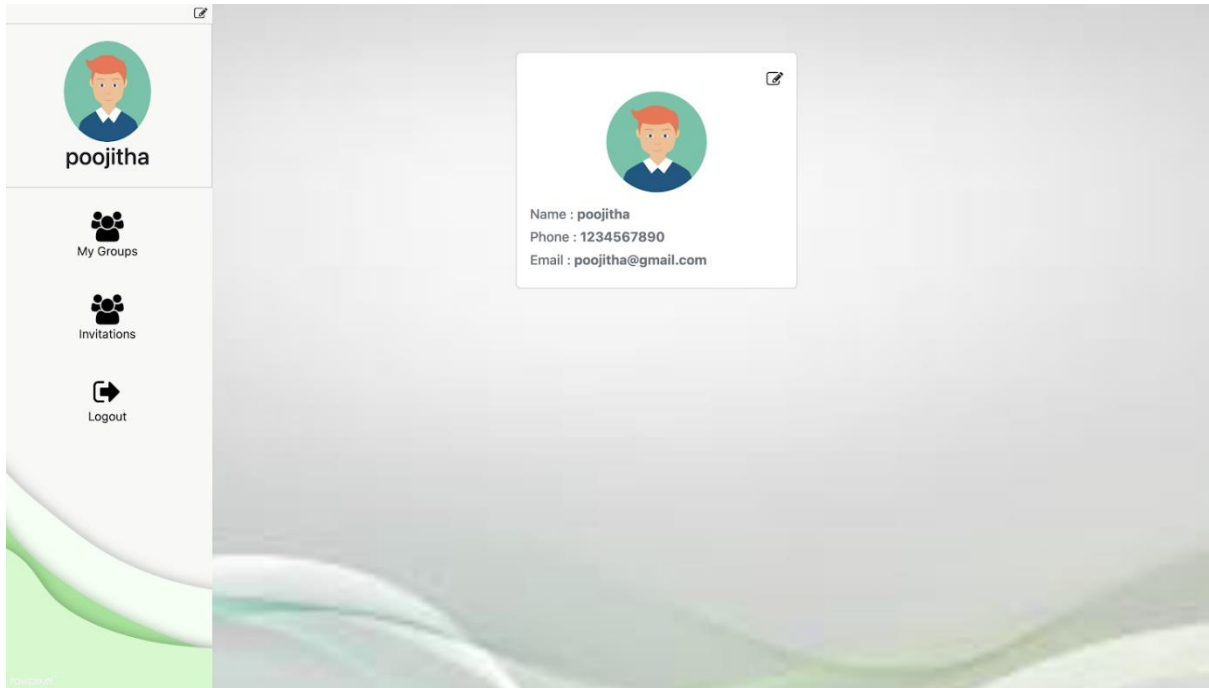 poojitha
My Groups
Invitations
Logout
Name : poojitha
Phone : 1234567890
Email : poojitha@gmail.com